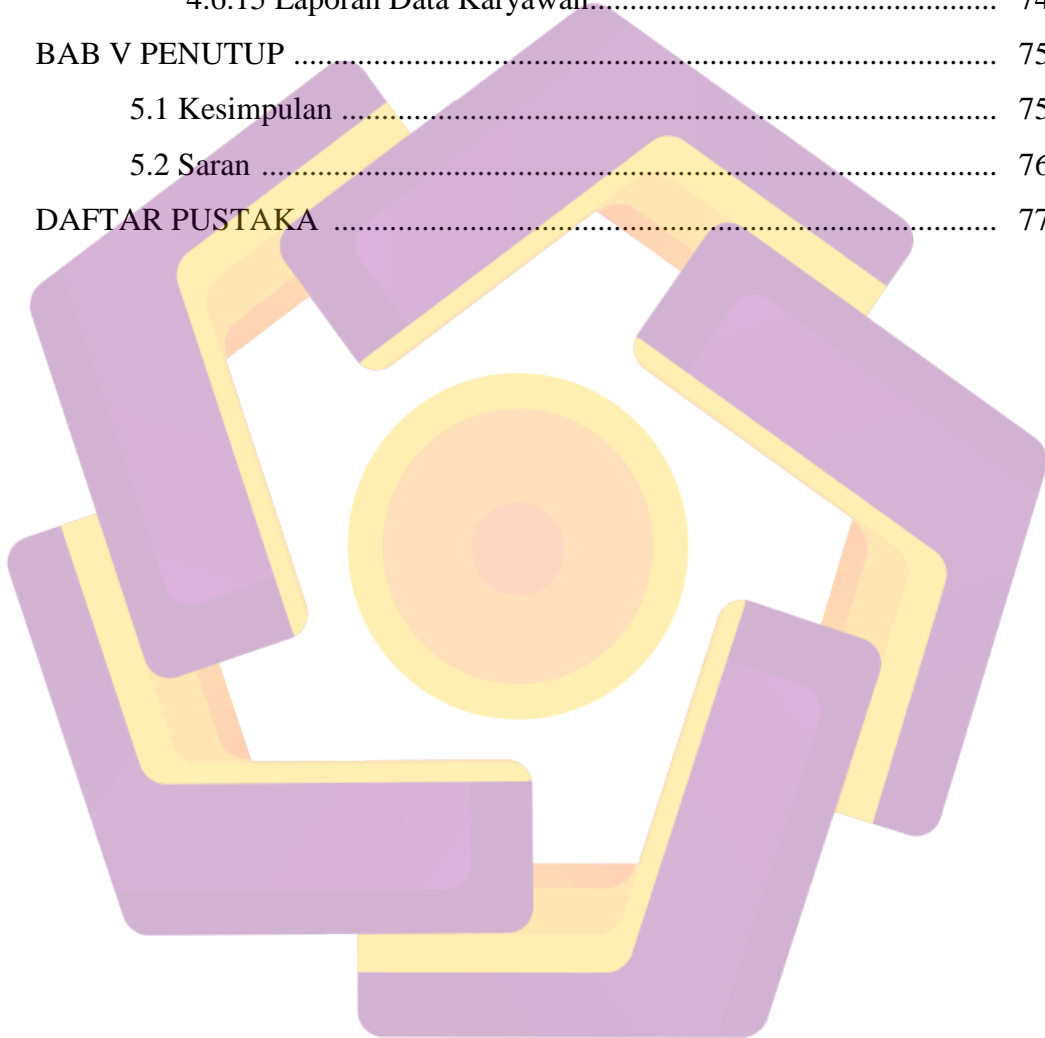 4.6.15 Laporan Data Karyawan.................................................... 74
BAB V PENUTUP ........................................................................................ 75
5.1 Kesimpulan .................................................................................. 75
5.2 Saran ............................................................................................ 76
DAFTAR PUSTAKA ................................................................................... 77